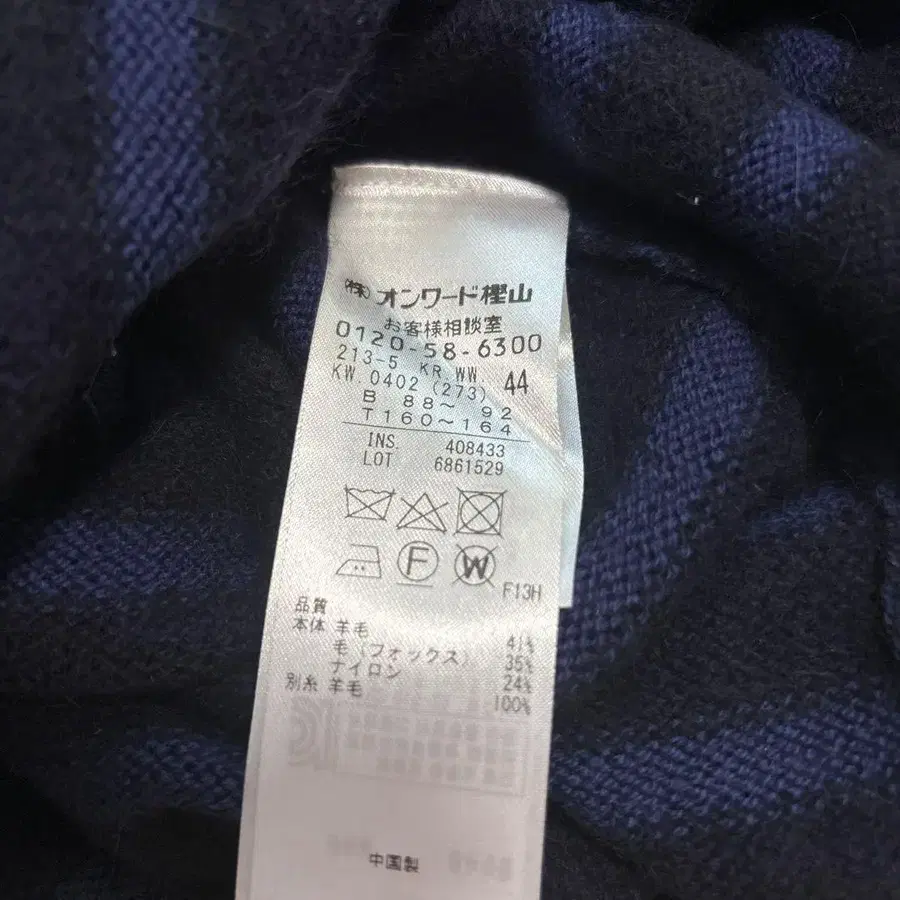 (株)オンワード樫山
お客様相談室
0120-58-6300
213-5 KR.WW
KW.0402 (273) 44
B 88～ 92
T160～164
INS. 408433
LOT 6861529
F W
F13H
品質
本体 羊毛 41%
毛(フォックス) 35%
ナイロン 24%
別糸 羊毛 100%
中国製